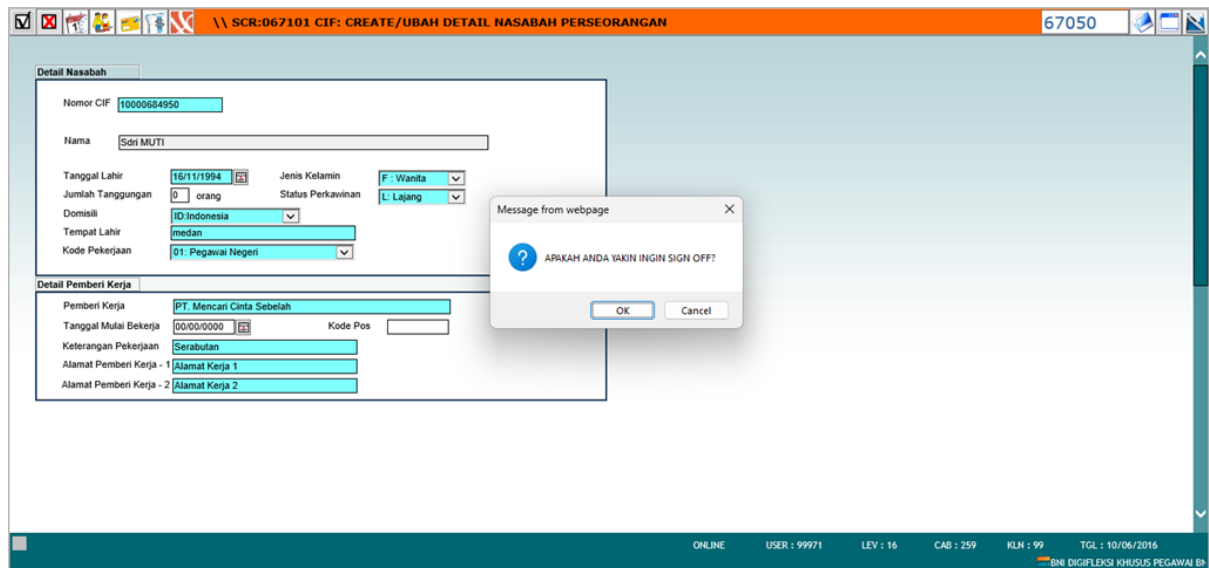 \\ SCR:067101 CIF: CREATE/UBAH DETAIL NASABAH PERSEORANGAN
67050
Detail Nasabah
Nomor CIF 10000684950
Nama Sdri MUTI
Tanggal Lahir 16/11/1994 Jenis Kelamin F : Wanita
Jumlah Tanggungan 0 orang Status Perkawinan L: Lajang
Domisili ID:Indonesia
Tempat Lahir medan
Kode Pekerjaan 01: Pegawai Negeri
Detail Pemberi Kerja
Pemberi Kerja PT. Mencari Cinta Sebelah
Tanggal Mulai Bekerja 00/00/0000 Kode Pos
Keterangan Pekerjaan Serabutan
Alamat Pemberi Kerja - 1 Alamat Kerja 1
Alamat Pemberi Kerja - 2 Alamat Kerja 2
Message from webpage
APAKAH ANDA YAKIN INGIN SIGN OFF?
OK Cancel
ONLINE USER : 99971 LEV : 16 CAB : 259 KLN : 99 TGL : 10/06/2016
BNI DIGIFLEKSI KHUSUS PEGAWAI BN